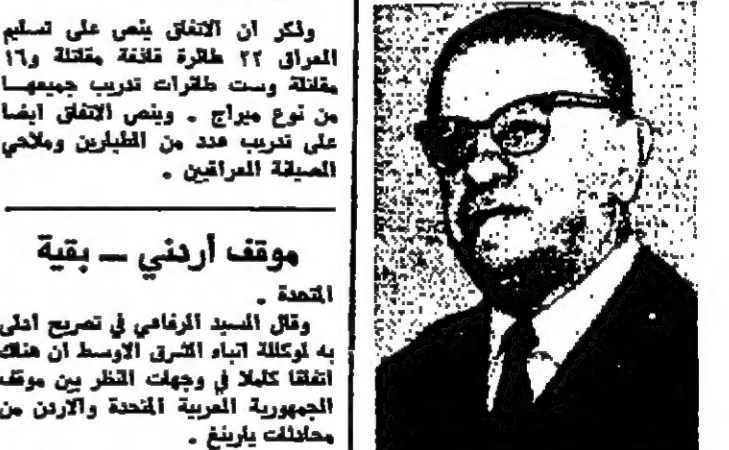 وذكر ان الاتفاق ينص على تسليم
العراق ٢٢ طائرة قاذفة مقاتلة و١٦
مقاتلة وست طائرات تدريب جميعهـا
من نوع ميراج . وينص الاتفاق ايضا
على تدريب عدد من الطيارين وملاحي
الصيانة العراقيين .
موقف أردني — بقية
المتحدة .
وقال السيد الرفاعي في تصريح ادلى
به لوكالة انباء الشرق الاوسط ان هناك
اتفاقا كاملا في وجهات النظر بين موقف
الجمهورية العربية المتحدة والاردن من
محادثات يارينغ .